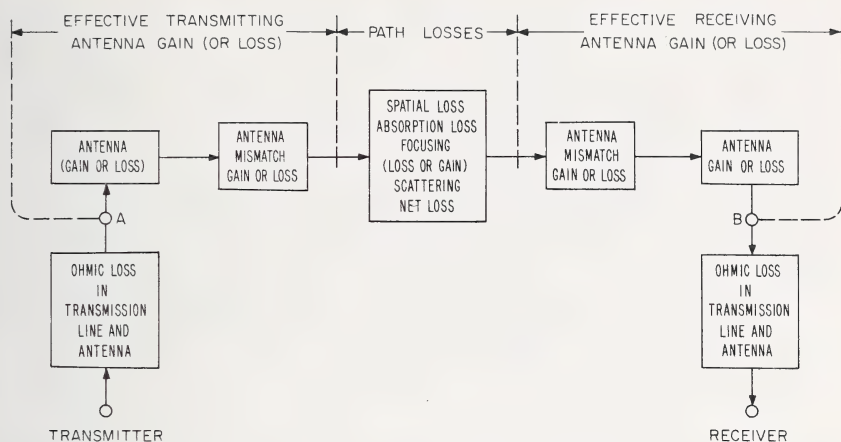 EFFECTIVE TRANSMITTING
ANTENNA GAIN (OR LOSS)
PATH LOSSES
EFFECTIVE RECEIVING
ANTENNA GAIN (OR LOSS)
ANTENNA
(GAIN OR LOSS)
ANTENNA
MISMATCH
GAIN OR LOSS
SPATIAL LOSS
ABSORPTION LOSS
FOCUSING
(LOSS OR GAIN)
SCATTERING
NET LOSS
ANTENNA
MISMATCH
GAIN OR LOSS
ANTENNA
GAIN OR LOSS
A
B
OHMIC LOSS
IN
TRANSMISSION
LINE AND
ANTENNA
OHMIC LOSS
IN
TRANSMISSION
LINE AND
ANTENNA
TRANSMITTER
RECEIVER